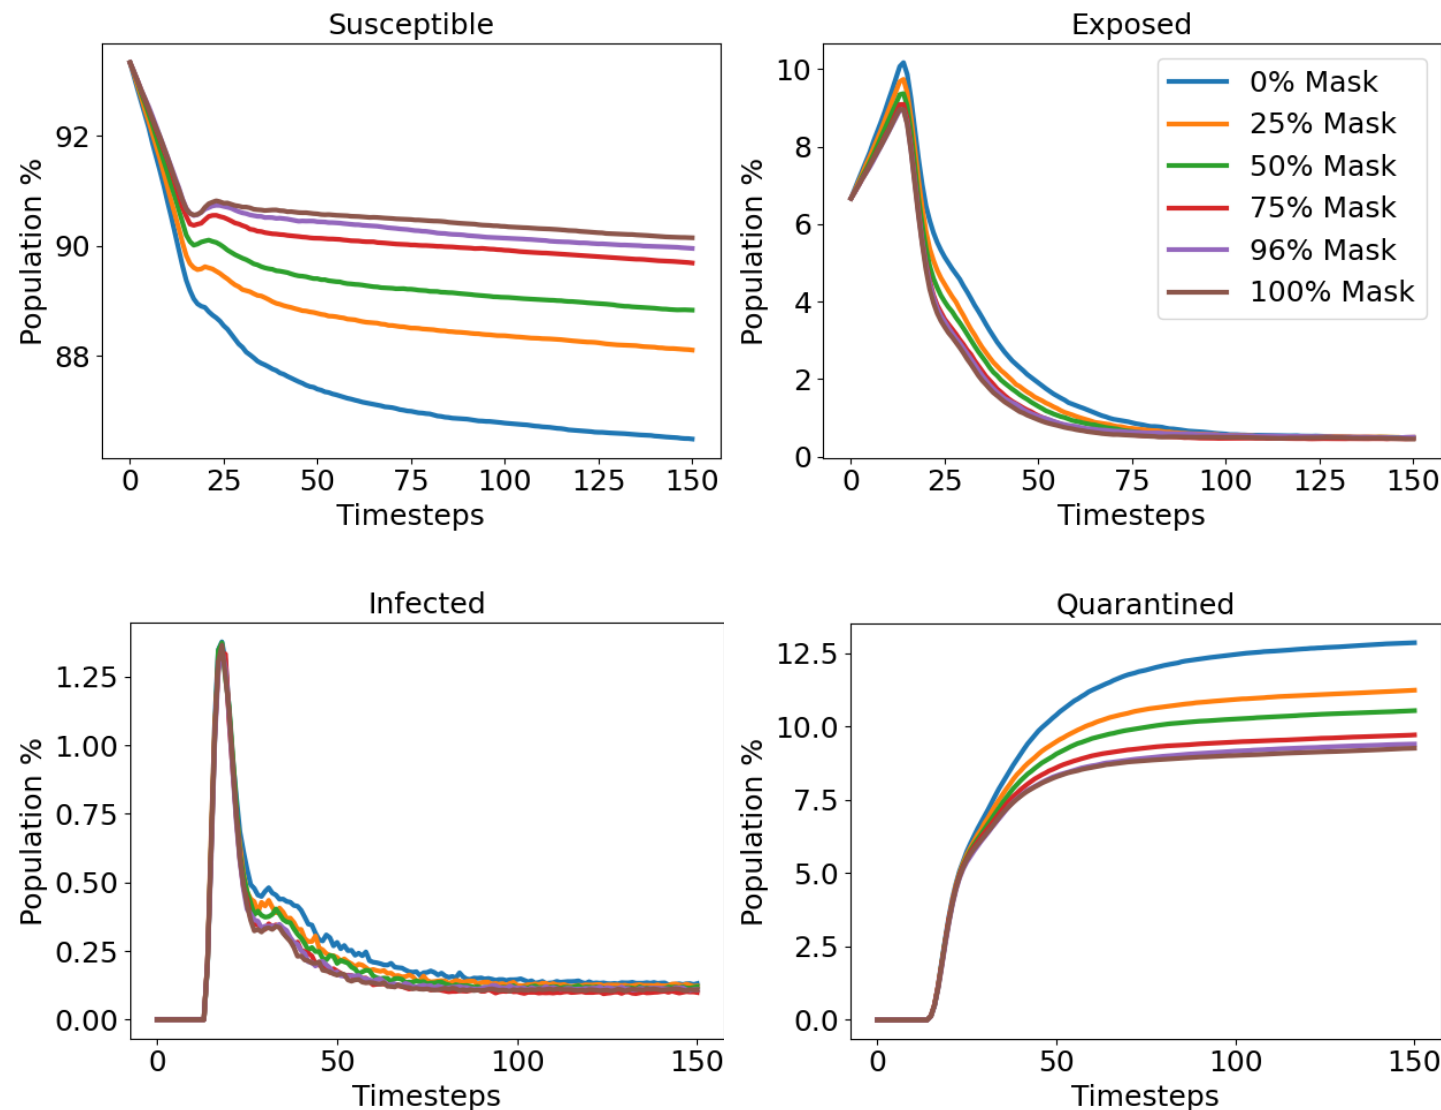 Susceptible
Population %
92
90
88
0 25 50 75 100 125 150
Timesteps
Exposed
Population %
10
8
6
4
2
0
0 25 50 75 100 125 150
Timesteps
0% Mask
25% Mask
50% Mask
75% Mask
96% Mask
100% Mask
Infected
Population %
1.25
1.00
0.75
0.50
0.25
0.00
0 50 100 150
Timesteps
Quarantined
Population %
12.5
10.0
7.5
5.0
2.5
0.0
0 50 100 150
Timesteps